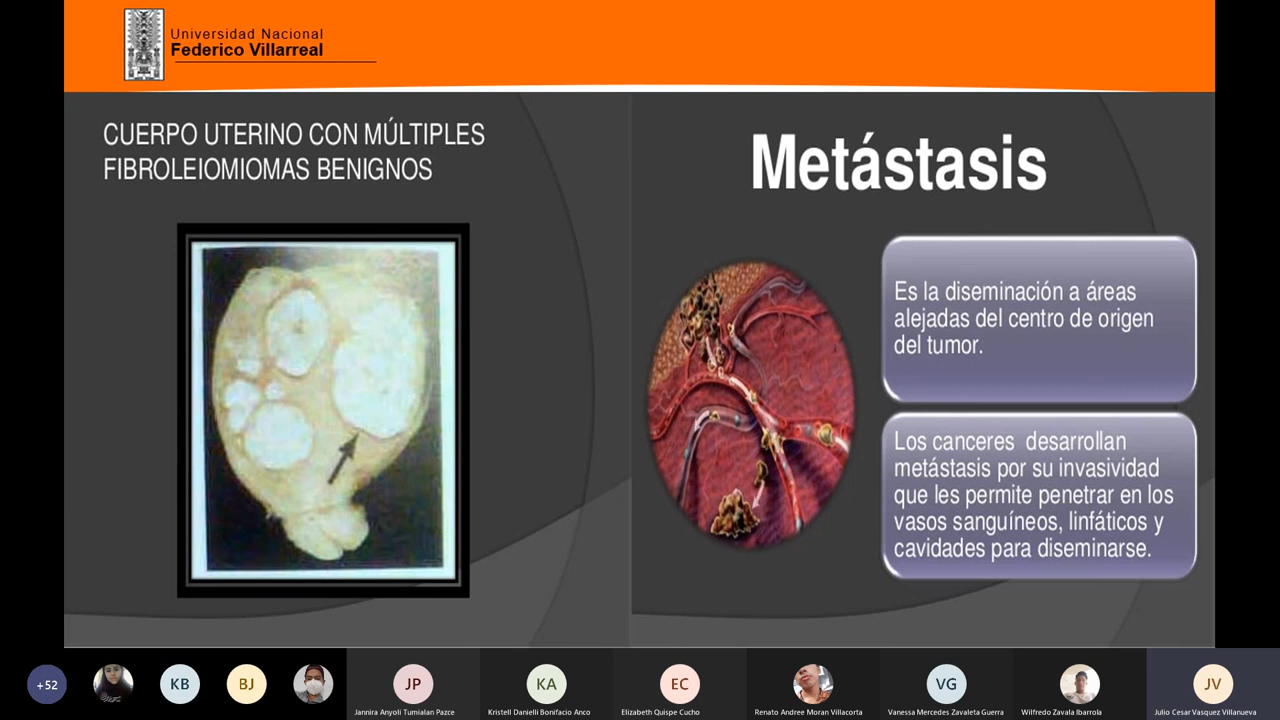 Universidad Nacional
Federico Villarreal
CUERPO UTERINO CON MÚLTIPLES
FIBROLEIOMIOMAS BENIGNOS
Metástasis
Es la diseminación a áreas
alejadas del centro de origen
del tumor.
Los canceres desarrollan
metástasis por su invasividad
que les permite penetrar en los
vasos sanguíneos, linfáticos y
cavidades para diseminarse.
+52
KB
BJ
JP
KA
EC
VG
JV
Jannira Anyoli Tumialan Pazce
Kristell Danielli Bonifacio Anco
Elizabeth Quispe Cucho
Renato Andree Moran Villacorta
Vanessa Mercedes Zavaleta Guerra
Wilfredo Zavala Ibarrola
Julio Cesar Vasquez Villanueva